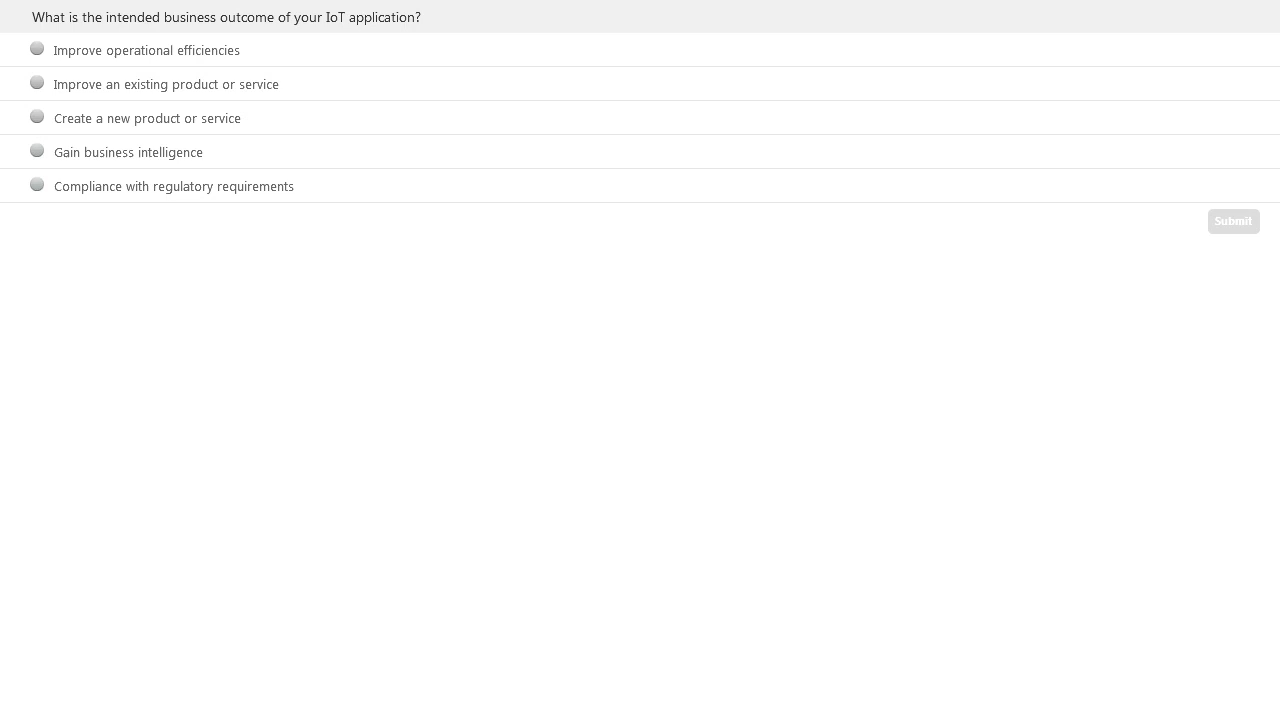 What is the intended business outcome of your IoT application?
Improve operational efficiencies
Improve an existing product or service
Create a new product or service
Gain business intelligence
Compliance with regulatory requirements
Submit